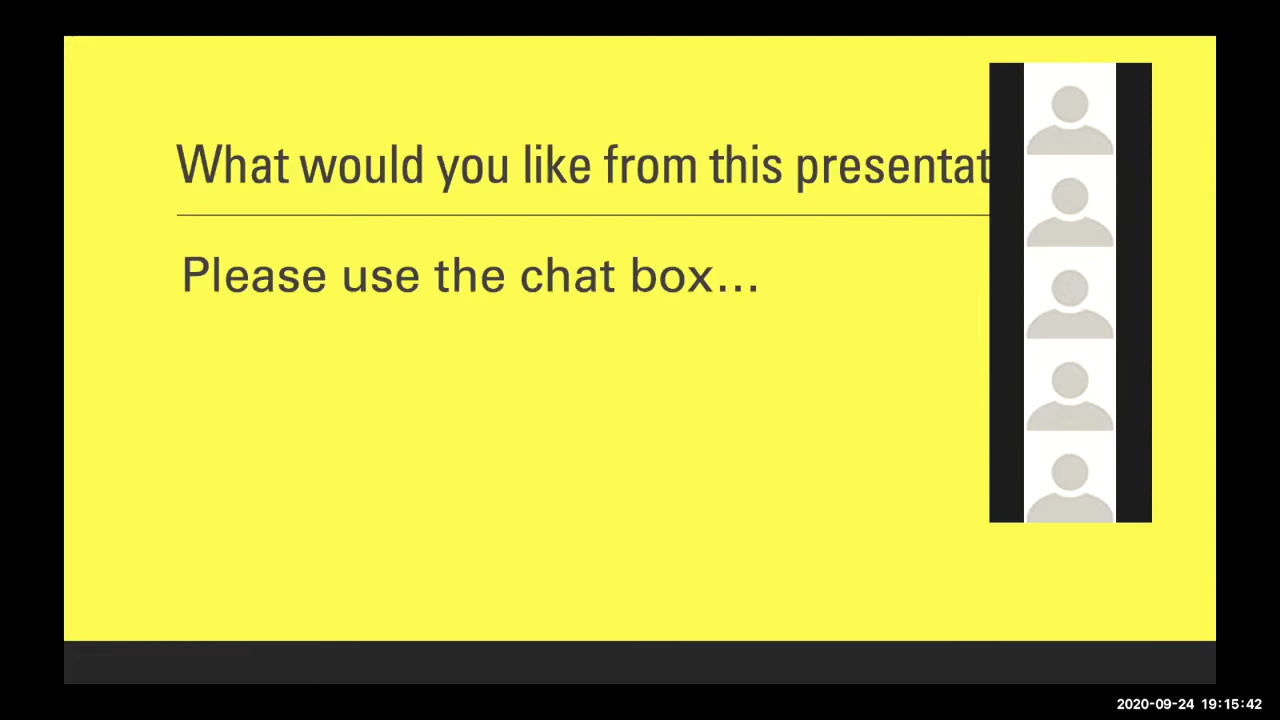 What would you like from this presentat
Please use the chat box...
2020-09-24 19:15:42